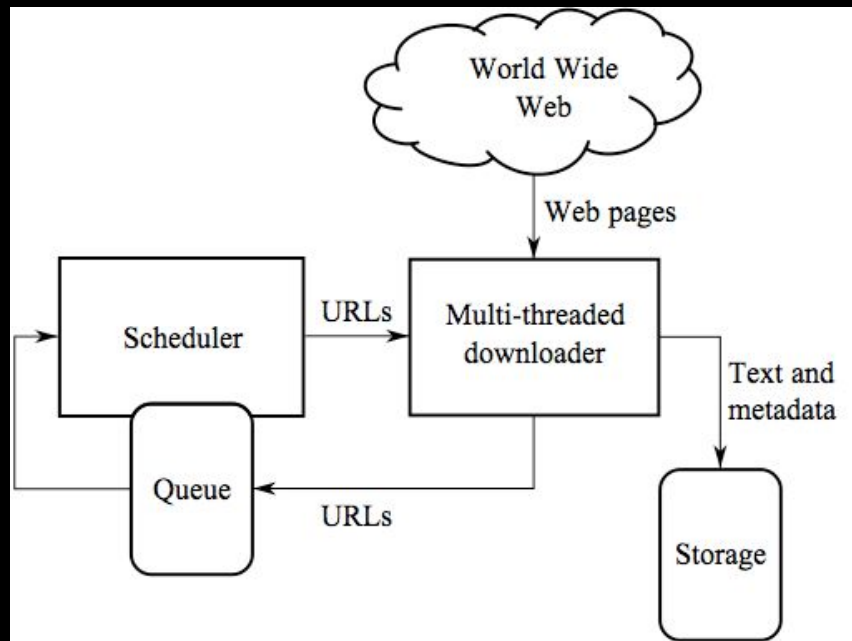 World Wide
Web
Web pages
Scheduler
URLs
Multi-threaded
downloader
Text and
metadata
Queue
URLs
Storage